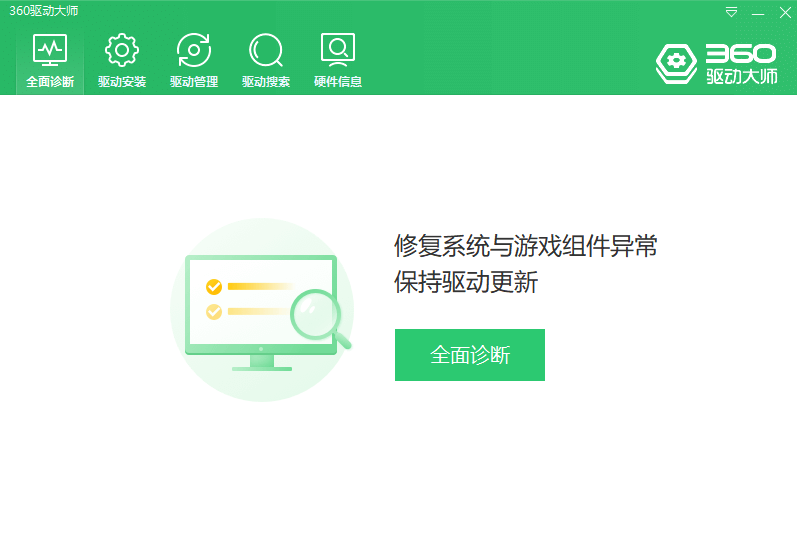 360驱动大师
全面诊断 驱动安装 驱动管理 驱动搜索 硬件信息
360
驱动大师
修复系统与游戏组件异常
保持驱动更新
全面诊断